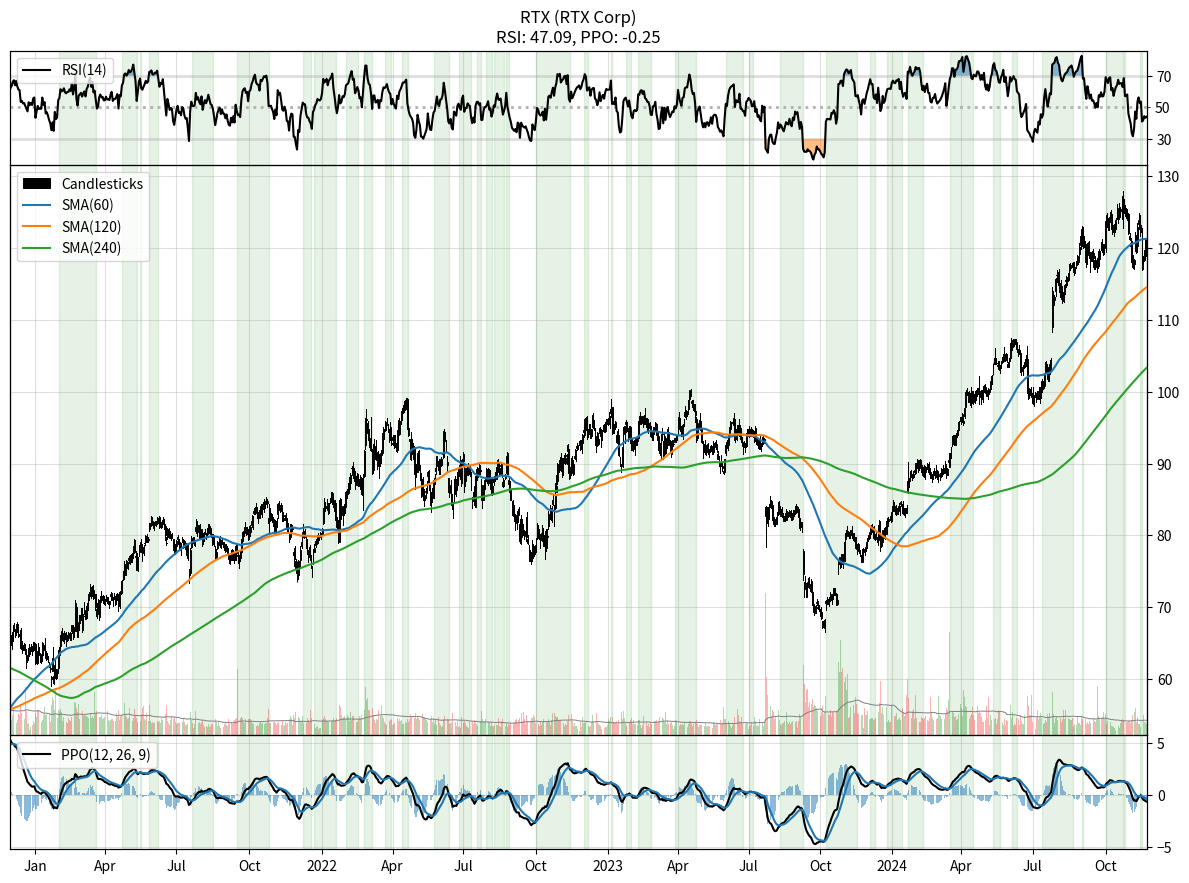 RTX (RTX Corp)
RSI: 47.09, PPO: -0.25
RSI(14)
70
50
30
Candlesticks
SMA(60)
SMA(120)
SMA(240)
130
120
110
100
90
80
70
60
PPO(12, 26, 9)
5
0
−5
Jan Apr Jul Oct 2022 Apr Jul Oct 2023 Apr Jul Oct 2024 Apr Jul Oct